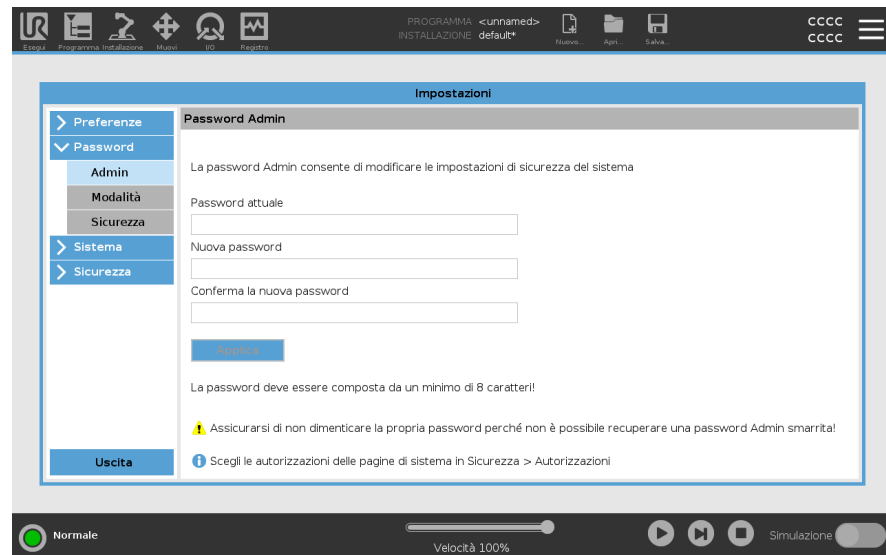 UR
PROGRAMMA <unnamed>
INSTALLAZIONE default*
CCCC
CCCC
Esegui Programma Installazione Muovi I/O Registro Nuovo... Apri... Salva...
Impostazioni
Preferenze
Password
Admin
Modalità
Sicurezza
Sistema
Sicurezza
Uscita
Password Admin
La password Admin consente di modificare le impostazioni di sicurezza del sistema
Password attuale
Nuova password
Conferma la nuova password
Applica
La password deve essere composta da un minimo di 8 caratteri!
Assicurarsi di non dimenticare la propria password perché non è possibile recuperare una password Admin smarrita!
Scegli le autorizzazioni delle pagine di sistema in Sicurezza > Autorizzazioni
Normale
Velocità 100%
Simulazione